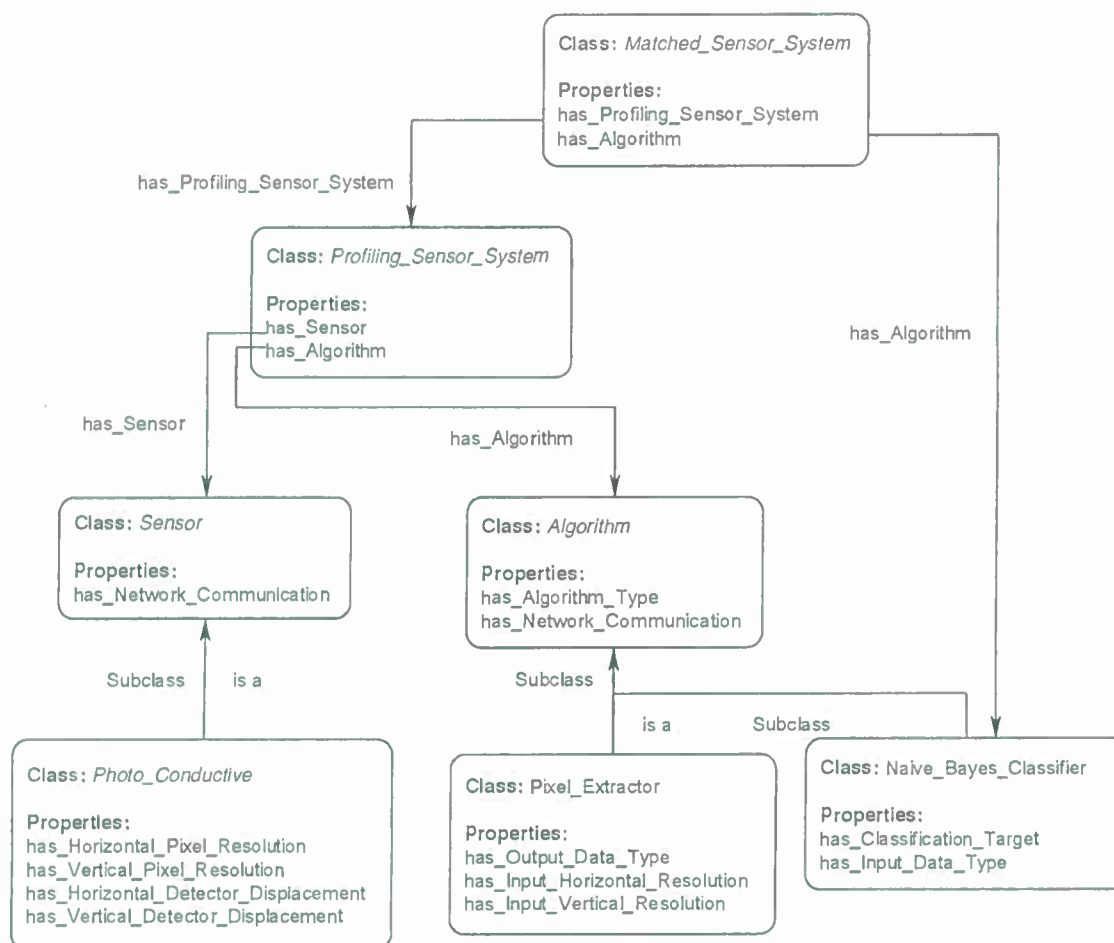 Class: Matched_Sensor_System
Properties:
has_Profiling_Sensor_System
has_Algorithm
has_Profiling_Sensor_System
Class: Profiling_Sensor_System
Properties:
has_Sensor
has_Algorithm
has_Algorithm
has_Sensor
has_Algorithm
Class: Sensor
Properties:
has_Network_Communication
Class: Algorithm
Properties:
has_Algorithm_Type
has_Network_Communication
Subclass is a
Subclass
is a Subclass
Class: Photo_Conductive
Properties:
has_Horizontal_Pixel_Resolution
has_Vertical_Pixel_Resolution
has_Horizontal_Detector_Displacement
has_Vertical_Detector_Displacement
Class: Pixel_Extractor
Properties:
has_Output_Data_Type
has_Input_Horizontal_Resolution
has_Input_Vertical_Resolution
Class: Naive_Bayes_Classifier
Properties:
has_Classification_Target
has_Input_Data_Type